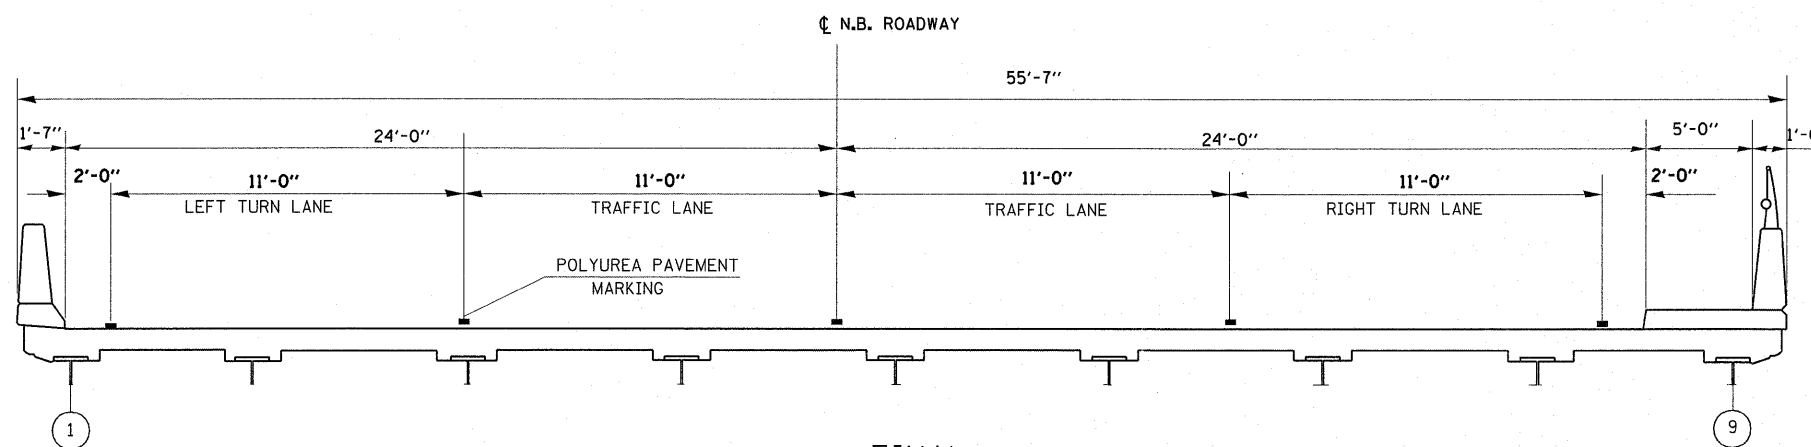 ℄ N.B. ROADWAY
55'-7"
1'-7" 24'-0" 24'-0" 5'-0"
2'-0" 11'-0" 11'-0" 11'-0" 11'-0" 2'-0"
LEFT TURN LANE TRAFFIC LANE TRAFFIC LANE RIGHT TURN LANE
POLYUREA PAVEMENT
MARKING
1 9